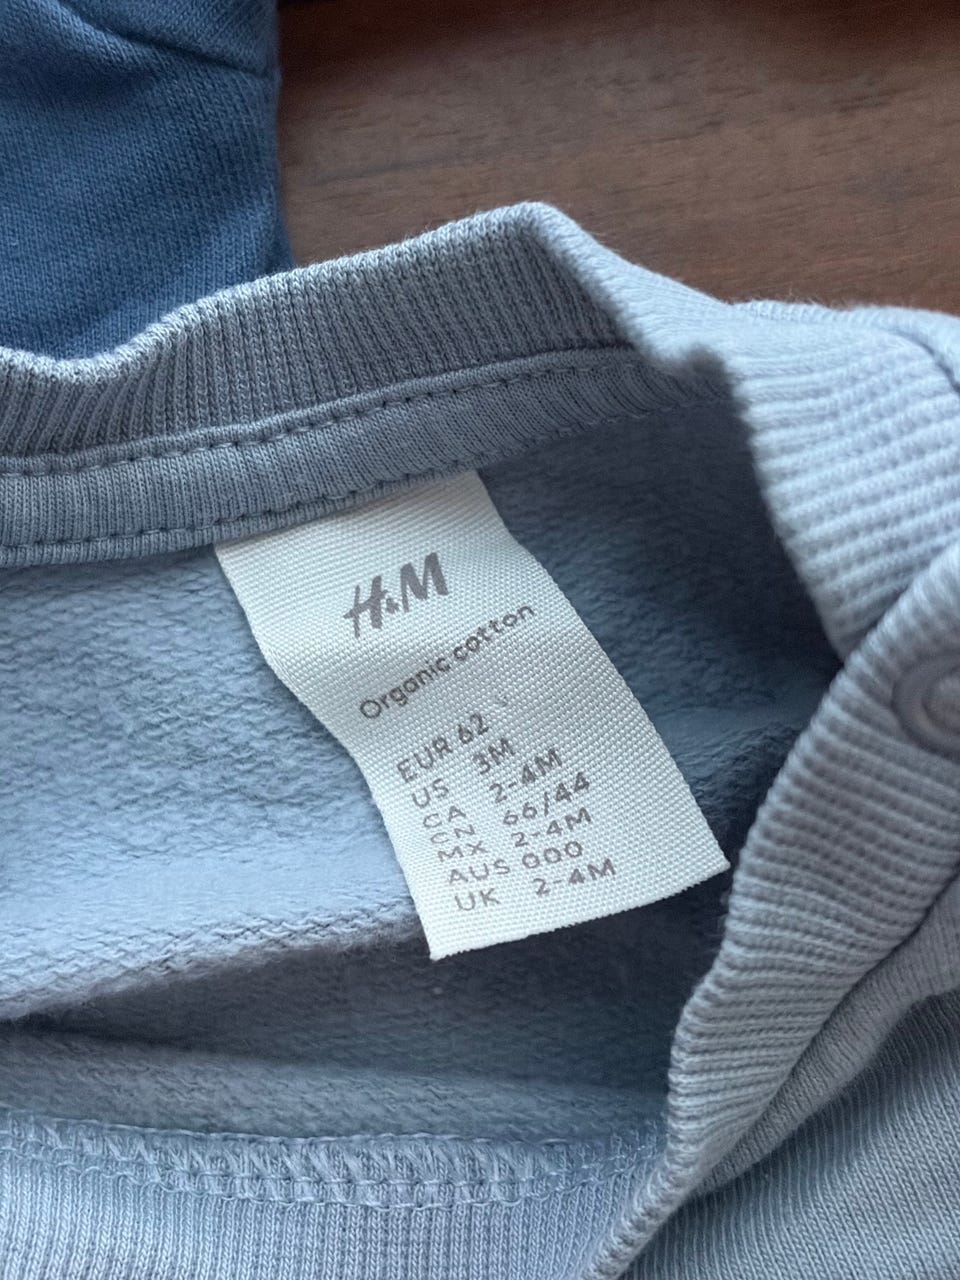 H&M
Organic cotton
EUR 62
US 3M
CA 2-4M
CN 66/44
MX 2-4M
AUS 000
UK 2-4M